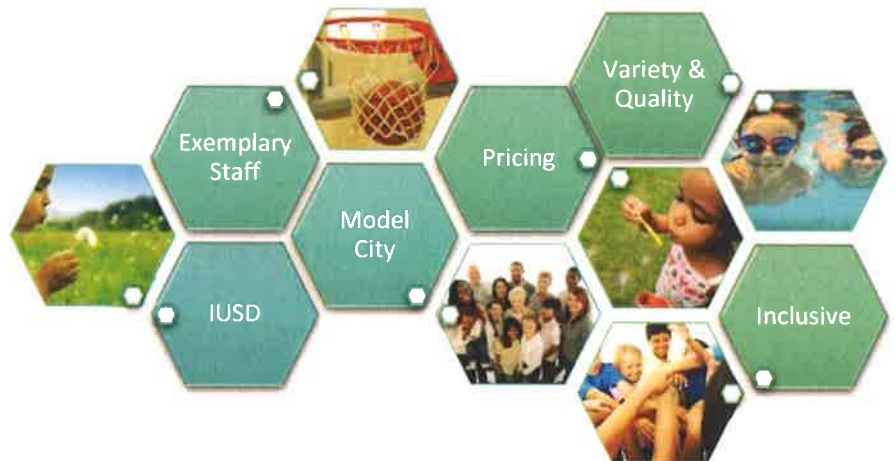 Exemplary
Staff
IUSD
Model
City
Pricing
Variety &
Quality
Inclusive